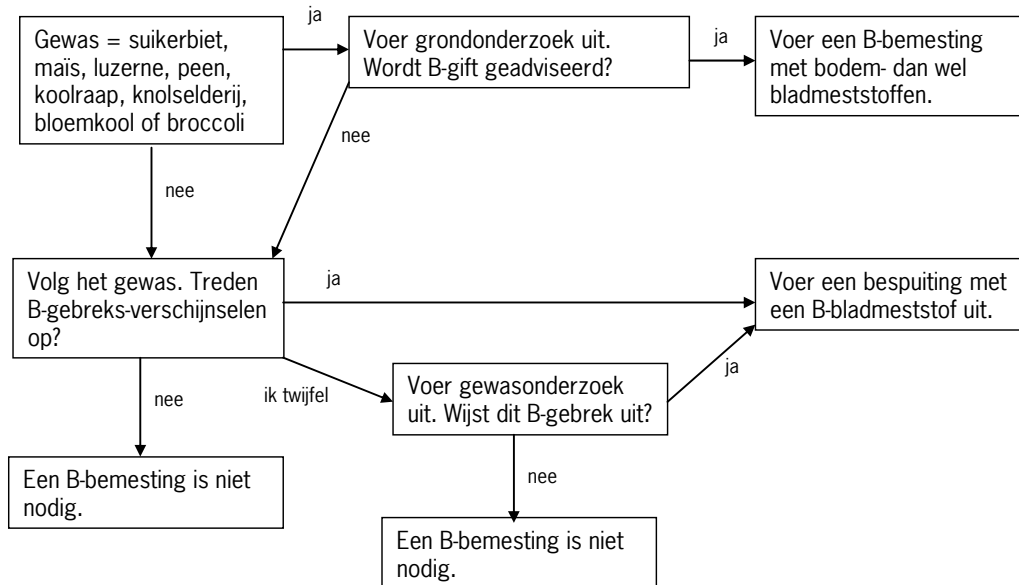 Gewas = suikerbiet,
maïs, luzerne, peen,
koolraap, knolselderij,
bloemkool of broccoli
ja
Voer grondonderzoek uit.
Wordt B-gift geadviseerd?
ja
Voer een B-bemesting
met bodem- dan wel
bladmeststoffen.
nee
nee
Volg het gewas. Treden
B-gebreks-verschijnselen
op?
ja
Voer een bespuiting met
een B-bladmeststof uit.
nee
ik twijfel
Voer gewasonderzoek
uit. Wijst dit B-gebrek uit?
ja
Een B-bemesting is niet
nodig.
nee
Een B-bemesting is niet
nodig.